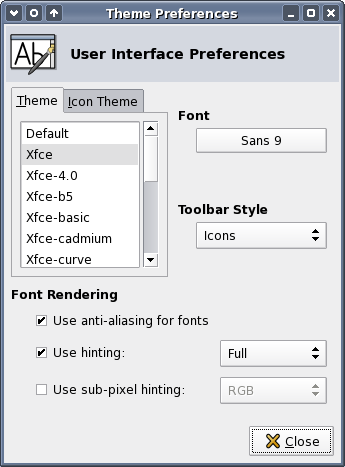 Theme Preferences
User Interface Preferences
Theme
Icon Theme
Default
Xfce
Xfce-4.0
Xfce-b5
Xfce-basic
Xfce-cadmium
Xfce-curve
Font
Sans 9
Toolbar Style
Icons
Font Rendering
Use anti-aliasing for fonts
Use hinting: Full
Use sub-pixel hinting: RGB
Close